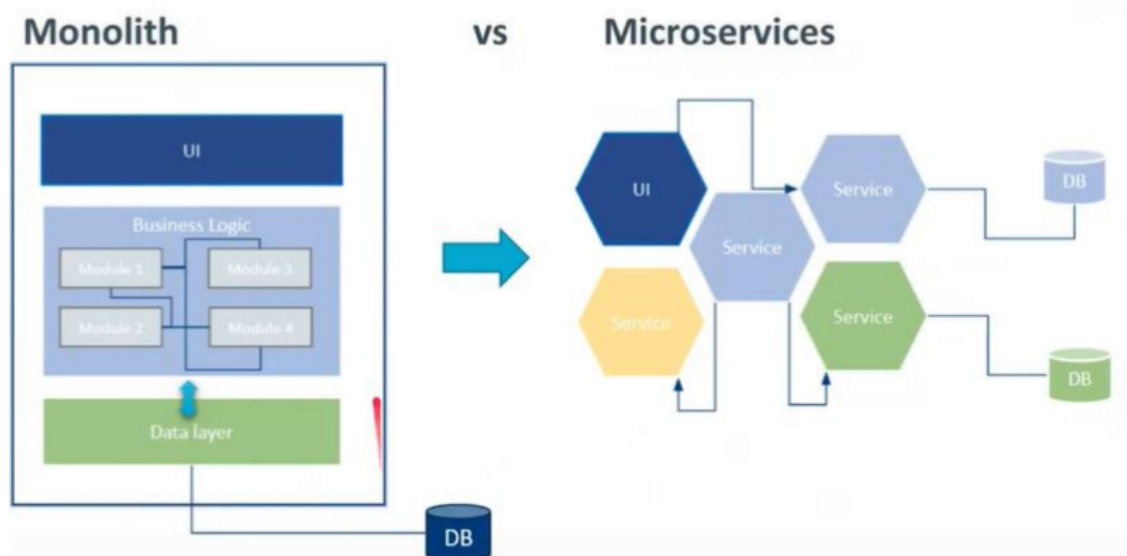 Monolith vs Microservices
UI
Business Logic
Module 1
Module 3
Module 2
Module 4
Data layer
DB
UI
Service
DB
Service
Service
Service
DB